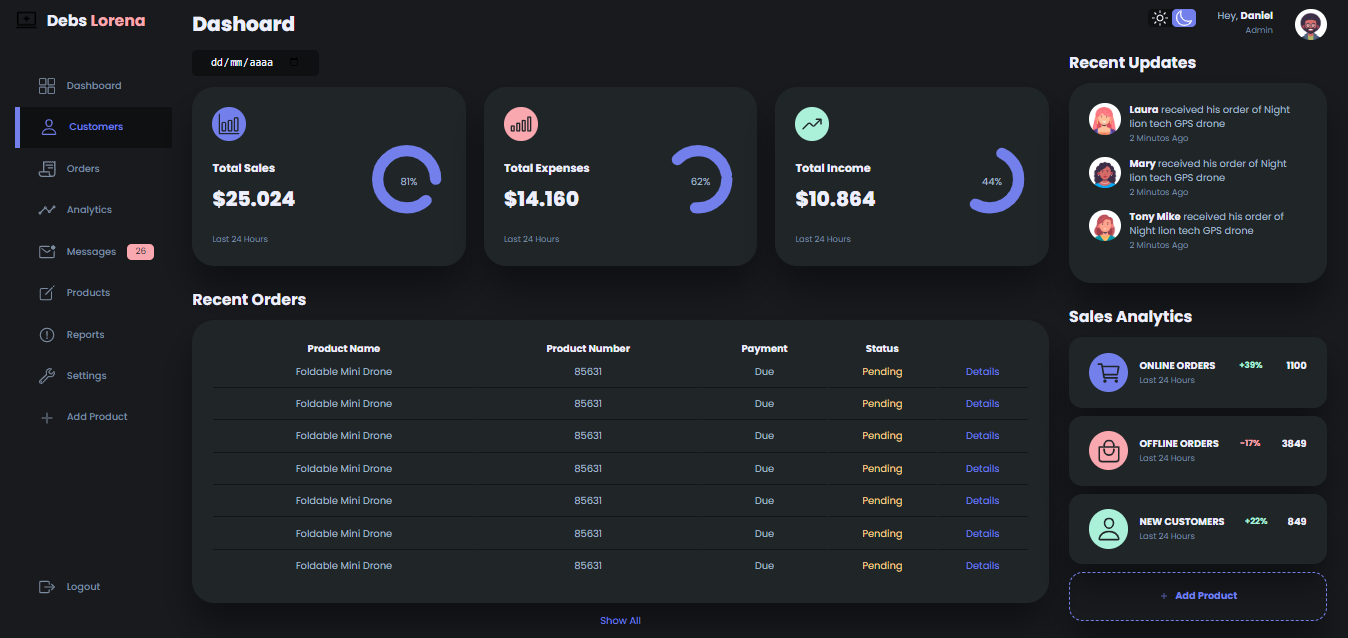 Debs Lorena
Dashboard
Customers
Orders
Analytics
Messages 26
Products
Reports
Settings
Add Product
Logout
Dashoard
dd/mm/aaaa
Total Sales
$25.024
81%
Last 24 Hours
Total Expenses
$14.160
62%
Last 24 Hours
Total Income
$10.864
44%
Last 24 Hours
Recent Orders
Product Name Product Number Payment Status
Foldable Mini Drone 85631 Due Pending Details
Foldable Mini Drone 85631 Due Pending Details
Foldable Mini Drone 85631 Due Pending Details
Foldable Mini Drone 85631 Due Pending Details
Foldable Mini Drone 85631 Due Pending Details
Foldable Mini Drone 85631 Due Pending Details
Foldable Mini Drone 85631 Due Pending Details
Show All
Hey, Daniel
Admin
Recent Updates
Laura received his order of Night
lion tech GPS drone
2 Minutos Ago
Mary received his order of Night
lion tech GPS drone
2 Minutos Ago
Tony Mike received his order of
Night lion tech GPS drone
2 Minutos Ago
Sales Analytics
ONLINE ORDERS +39% 1100
Last 24 Hours
OFFLINE ORDERS -17% 3849
Last 24 Hours
NEW CUSTOMERS +22% 849
Last 24 Hours
+ Add Product